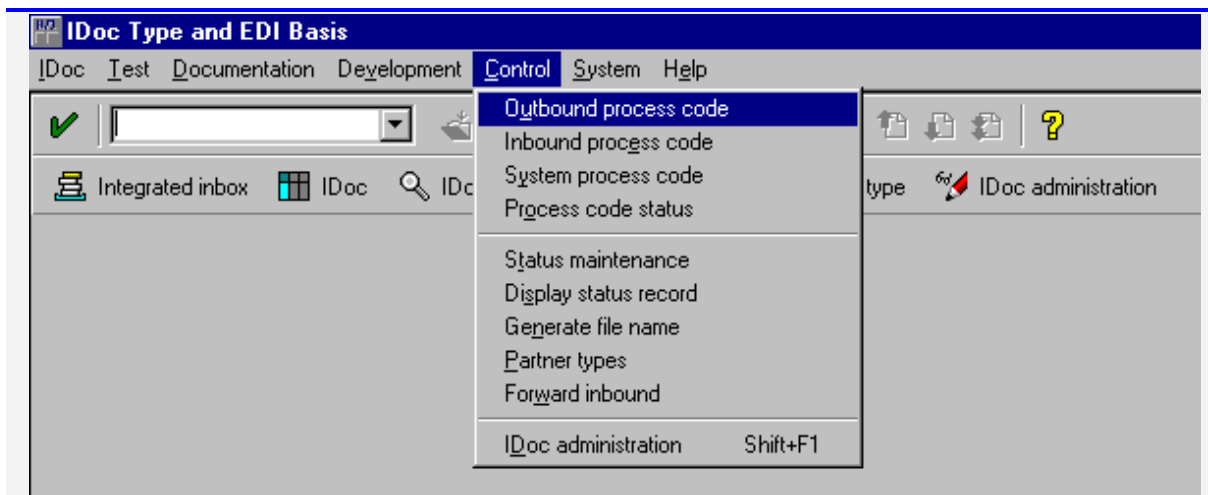 IDoc Type and EDI Basis
IDoc Test Documentation Development Control System Help
Outbound process code
Inbound process code
Integrated inbox IDoc System process code type IDoc administration
Process code status
Status maintenance
Display status record
Generate file name
Partner types
Forward inbound
IDoc administration Shift+F1